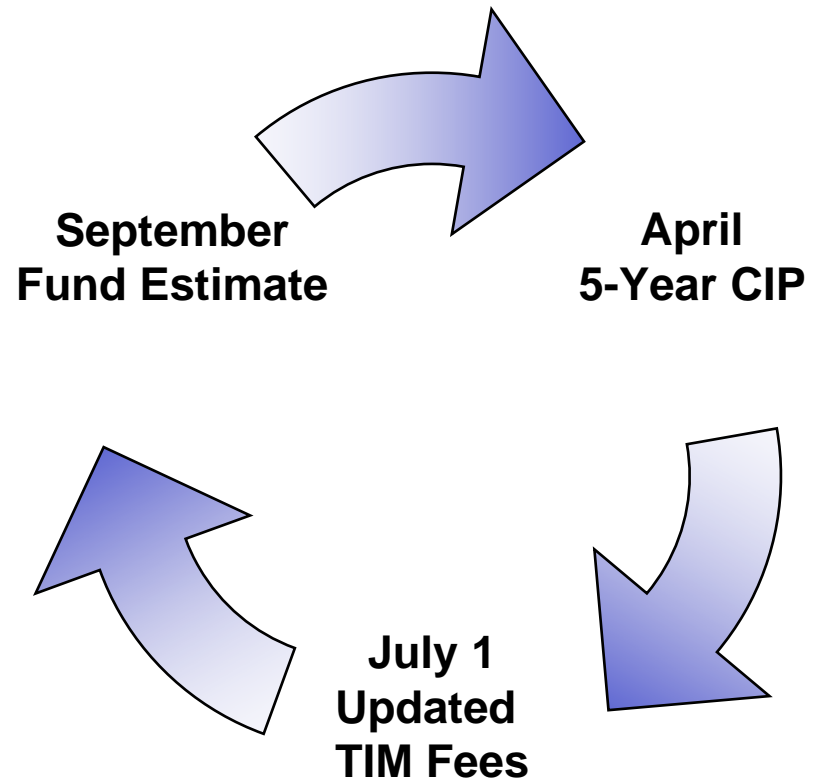 September
Fund Estimate
April
5-Year CIP
July 1
Updated
TIM Fees